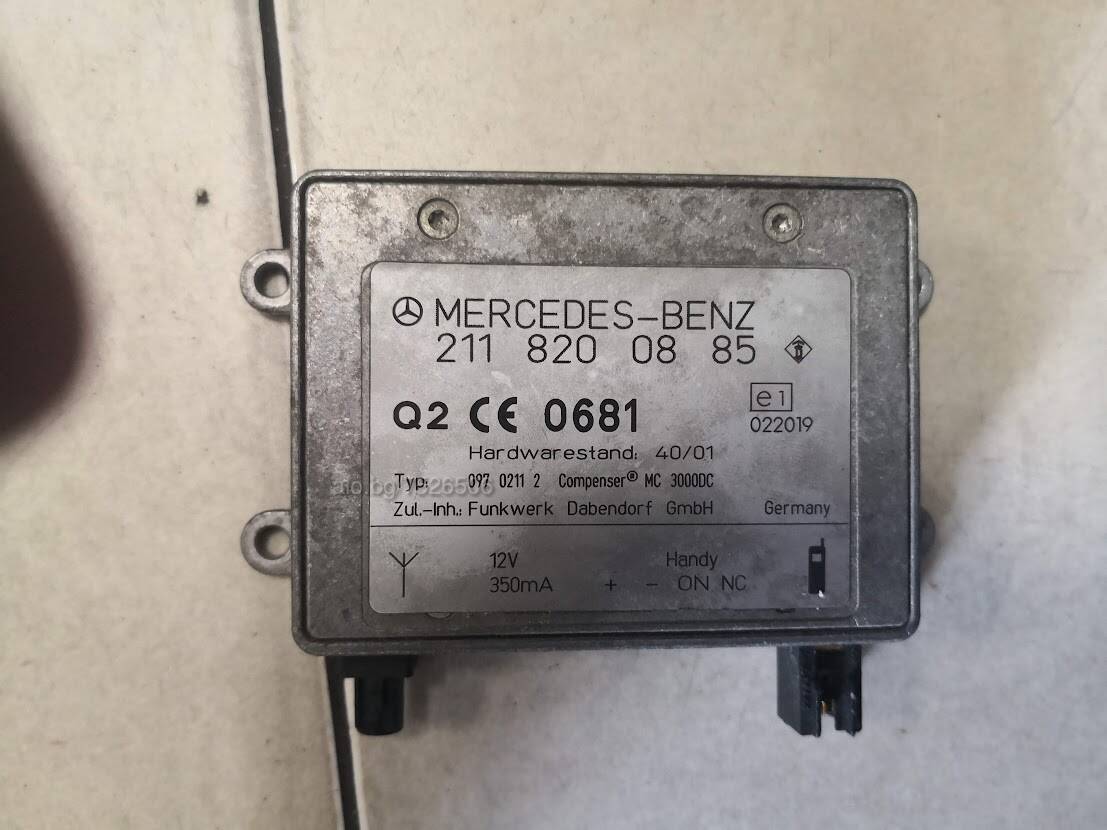 MERCEDES-BENZ
211 820 08 85
Q2 CE 0681
e1
022019
Hardwarestand: 40/01
Typ: 097 0211 2 Compenser® MC 3000DC
Zul.-Inh.: Funkwerk Dabendorf GmbH Germany
12V Handy
350mA + - ON NC